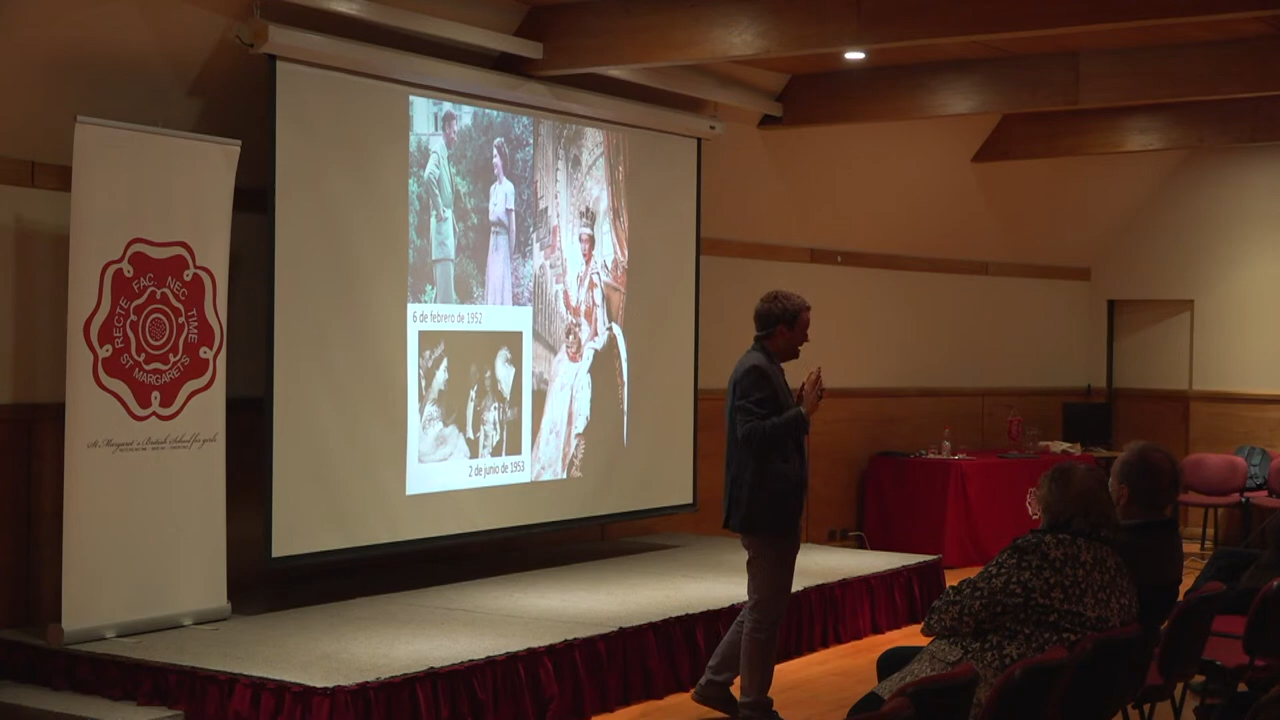 RECTE FAC. NEC TIME
ST MARGARETS
St Margaret's British School for girls
6 de febrero de 1952
2 de junio de 1953